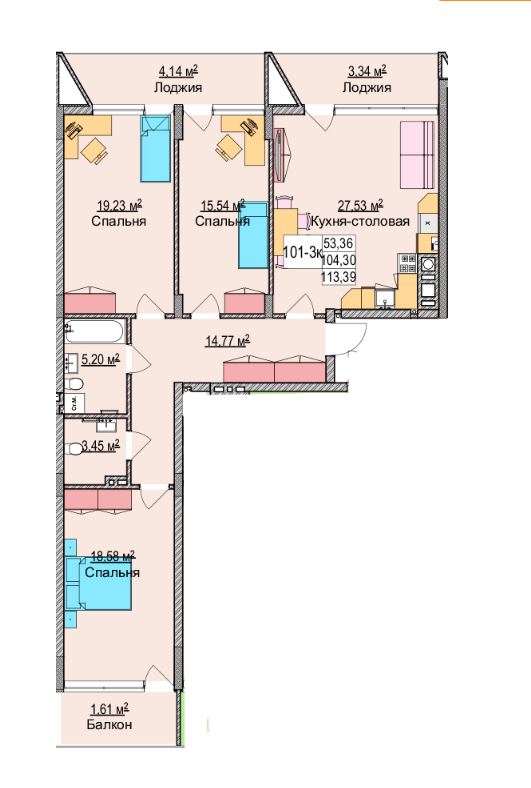 4,14 м²
Лоджия
3.34 м²
Лоджия
19.23 м²
Спальня
15.54 м²
Спальня
27.53 м²
Кухня-столовая
101-3к
53,36
104,30
113,39
X
14.77 м²
5.20 м²
Ст.М.
3.45 м²
18.58 м²
Спальня
1,61 м²
Балкон